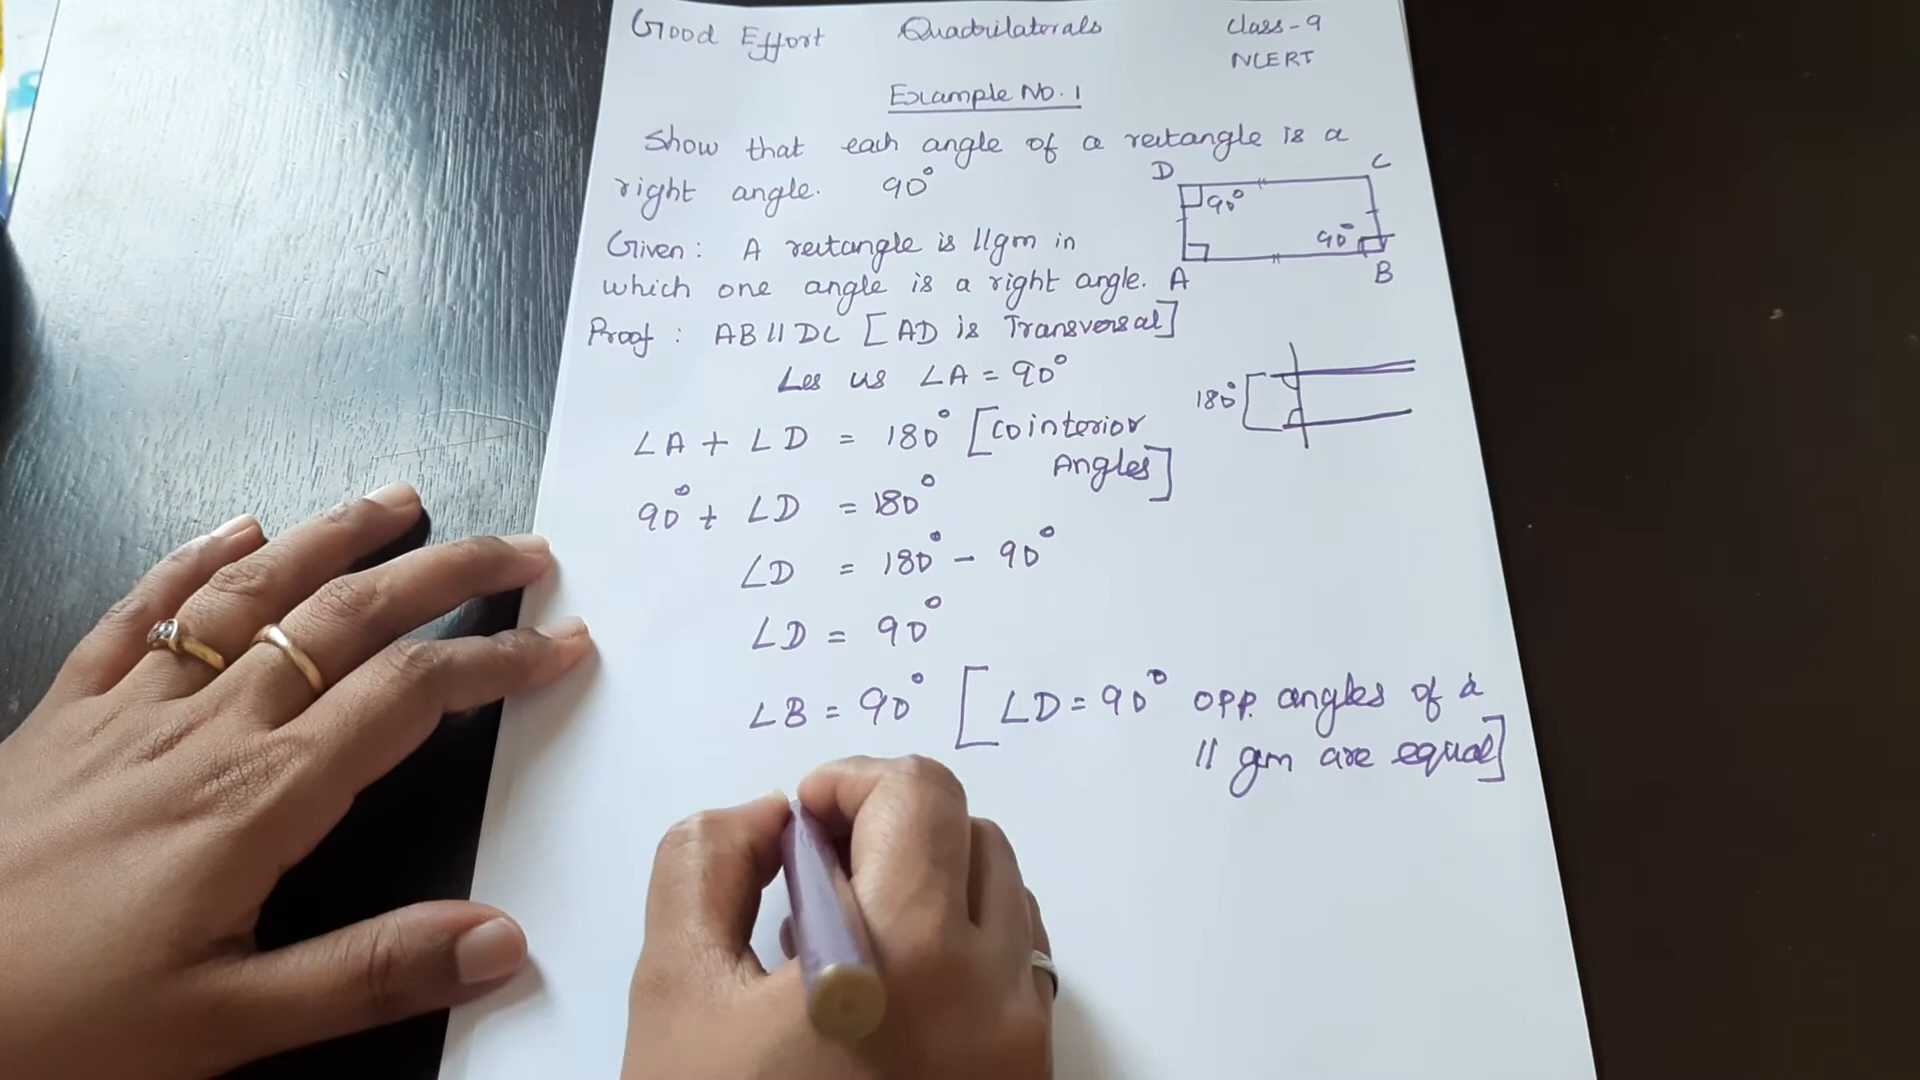 Good Effort Quadrilaterals Class-9
NCERT
Example No. 1
Show that each angle of a rectangle is a
right angle. 90°
D C
90°
90°
A B
Given: A rectangle is llgm in
which one angle is a right angle.
Proof: AB ll DC [AD is Transversal]
Les us ∠A = 90°
180°
∠A + ∠D = 180° [Cointerior
Angles]
90° + ∠D = 180°
∠D = 180° - 90°
∠D = 90°
∠B = 90° [∠D = 90° opp. angles of a
ll gm are equal]